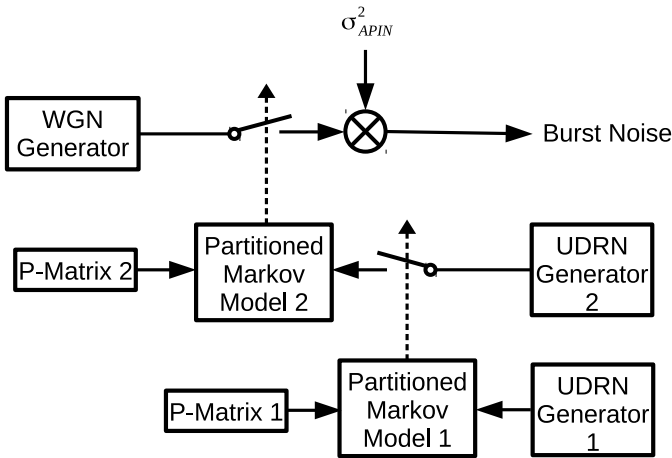 σ²APIN
WGN
Generator
Burst Noise
P-Matrix 2
Partitioned
Markov
Model 2
UDRN
Generator
2
P-Matrix 1
Partitioned
Markov
Model 1
UDRN
Generator
1